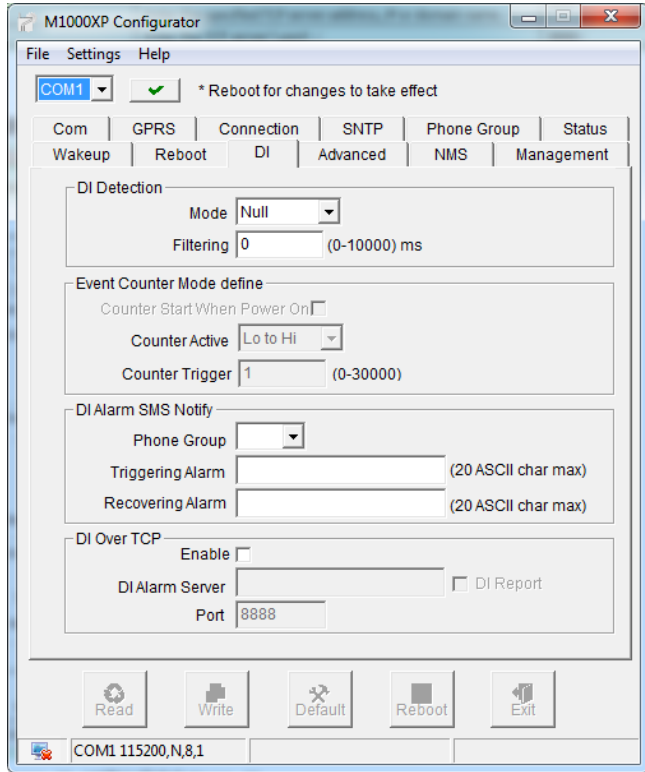 M1000XP Configurator
File Settings Help
COM1 * Reboot for changes to take effect
Com GPRS Connection SNTP Phone Group Status
Wakeup Reboot DI Advanced NMS Management
DI Detection
Mode Null
Filtering 0 (0-10000) ms
Event Counter Mode define
Counter Start When Power On
Counter Active Lo to Hi
Counter Trigger 1 (0-30000)
DI Alarm SMS Notify
Phone Group
Triggering Alarm (20 ASCII char max)
Recovering Alarm (20 ASCII char max)
DI Over TCP
Enable
DI Alarm Server DI Report
Port 8888
Read Write Default Reboot Exit
COM1 115200,N,8,1